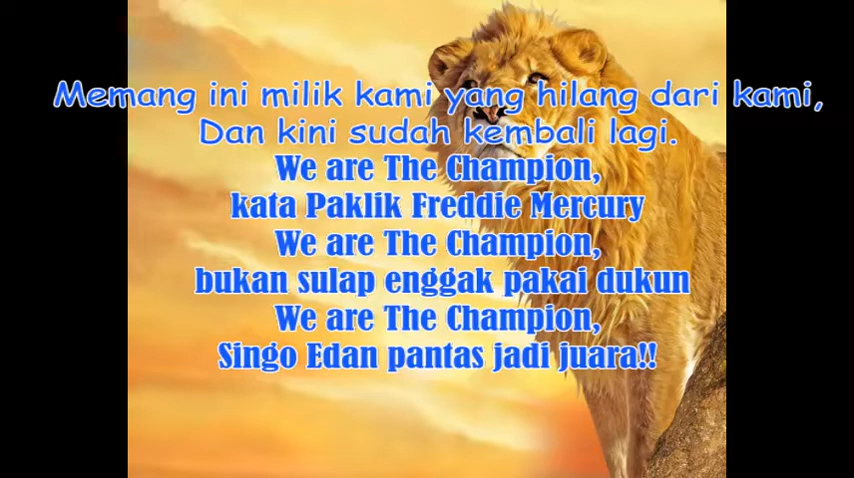 Memang ini milik kami yang hilang dari kami,
Dan kini sudah kembali lagi.
We are The Champion,
kata Paklik Freddie Mercury
We are The Champion,
bukan sulap enggak pakai dukun
We are The Champion,
Singo Edan pantas jadi juara!!